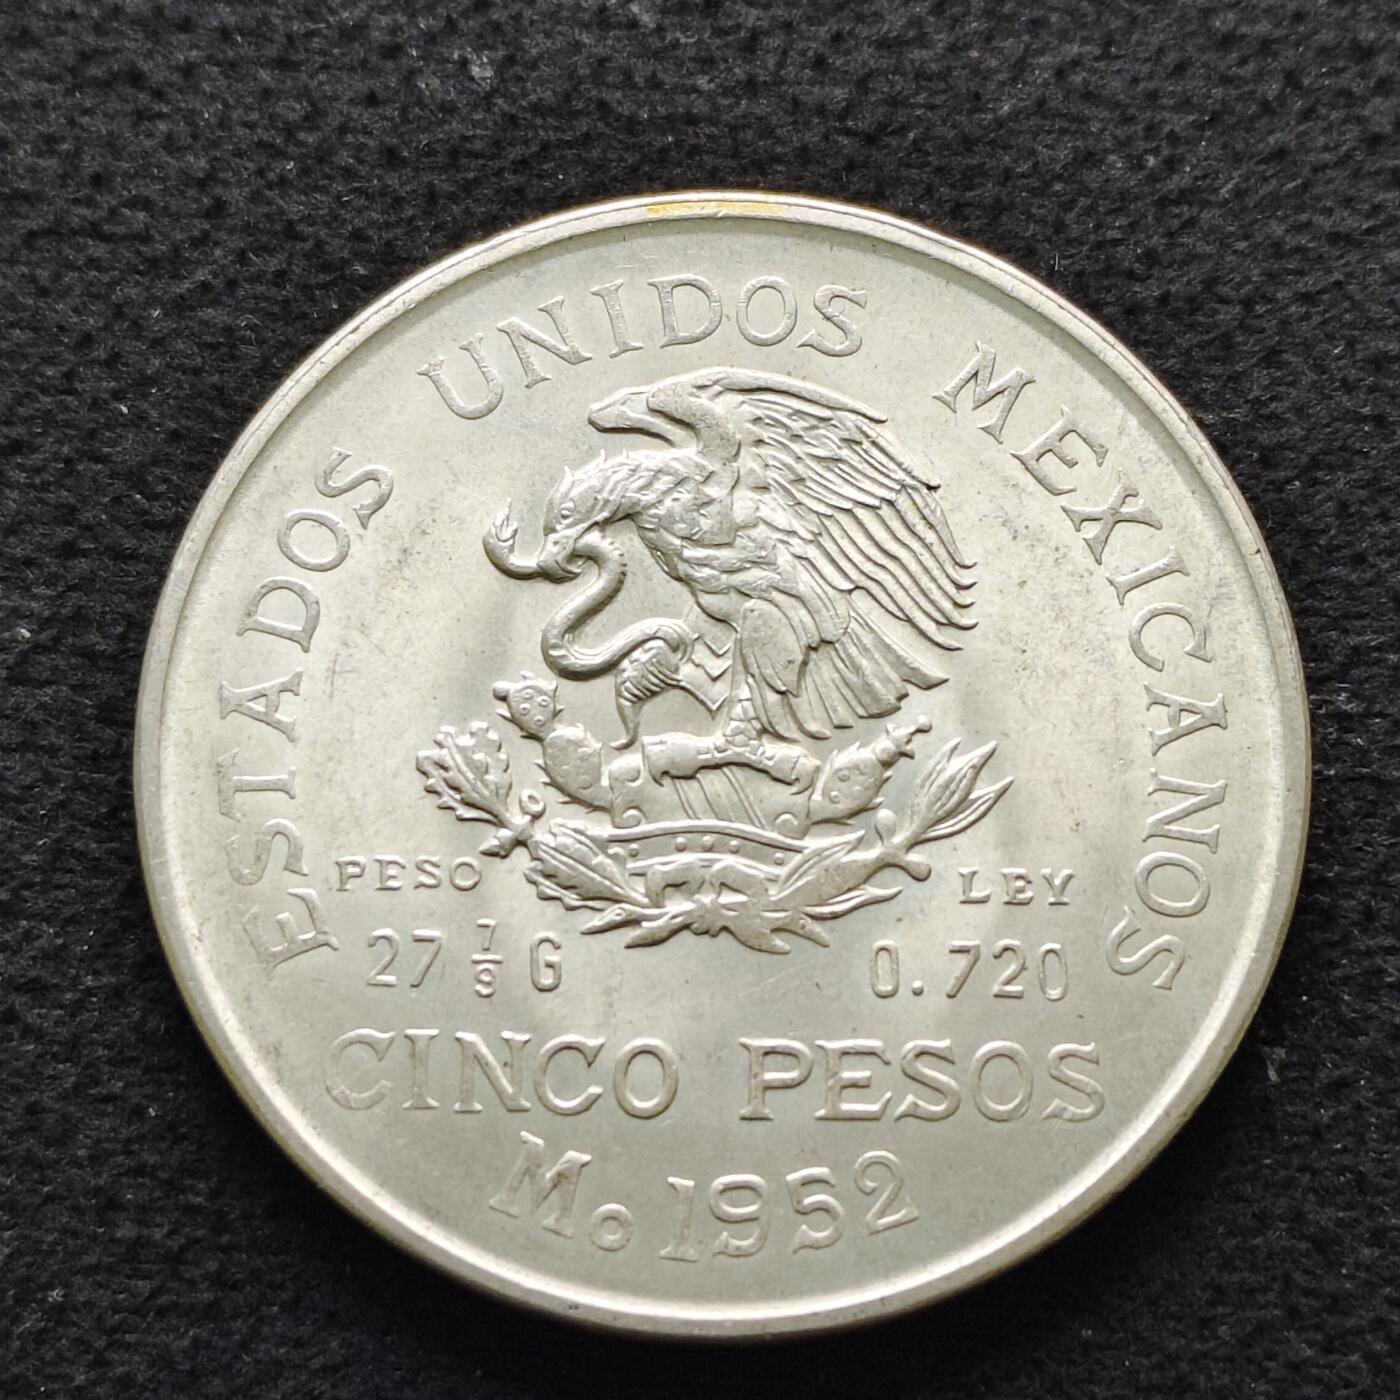 ESTADOS UNIDOS MEXICANOS
PESO LEY
27 7/9 G 0.720
CINCO PESOS
Mo 1952